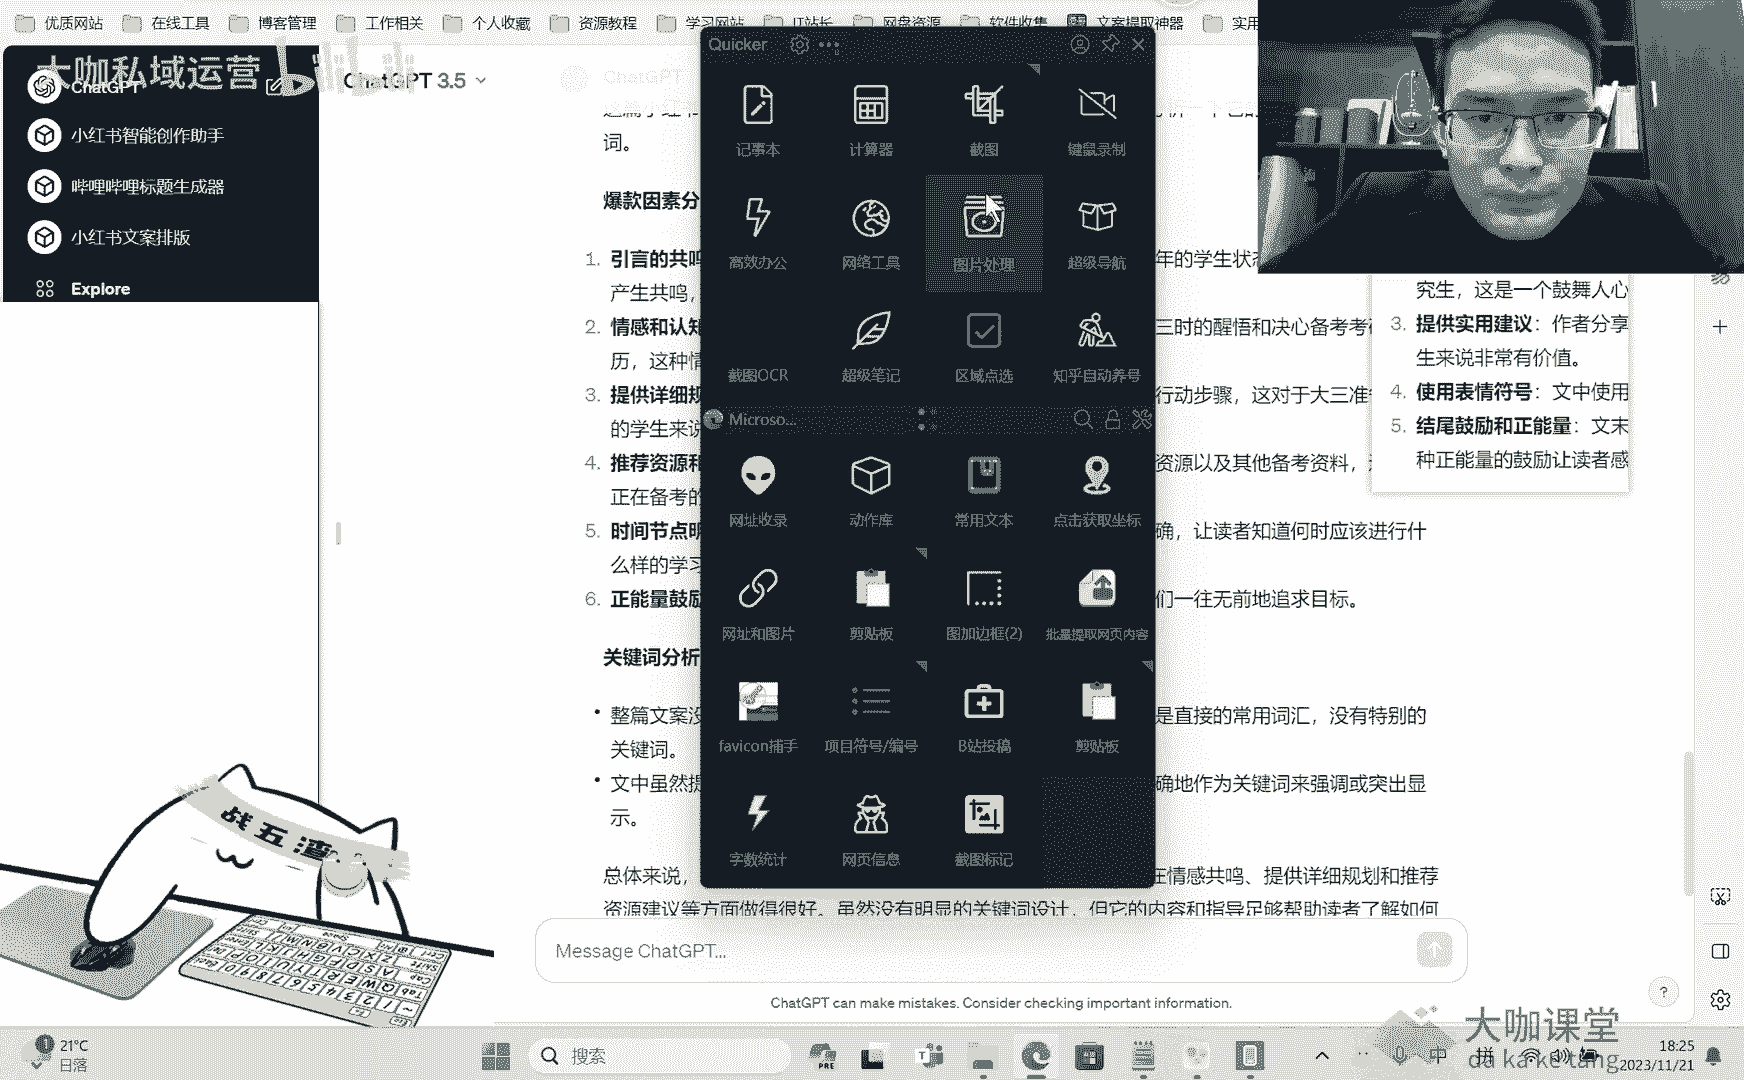 优质网站
在线工具
博客管理
工作相关
个人收藏
资源教程
学习网站
IT站长
网盘资源
软件收集
文案提取神器
实用
大咖私域运营
bilibili
ChatGPT
小红书智能创作助手
哔哩哔哩标题生成器
小红书文案排版
Explore
ChatGPT 3.5
ChatGPT
词。
爆款因素分
1. 引言的共鸣
年的学生状态
产生共鸣，
2. 情感和认知
三时的醒悟和决心备考考
历，这种情
3. 提供详细规
行动步骤，这对于大三准
的学生来说
4. 推荐资源和
资源以及其他备考资料，
正在备考的
5. 时间节点明
确，让读者知道何时应该进行什
么样的学习
6. 正能量鼓励
们一往无前地追求目标。
关键词分析
• 整篇文案没
是直接的常用词汇，没有特别的
关键词。
• 文中虽然提
确地作为关键词来强调或突出显
示。
总体来说，
在情感共鸣、提供详细规划和推荐
资源建议等方面做得很好。虽然没有明显的关键词设计，但它的内容和指导足够帮助读者了解如何
Quicker
记事本
计算器
截图
键鼠录制
高效办公
网络工具
图片处理
超级导航
截图OCR
超级笔记
区域点选
知乎自动养号
Microso...
网址收录
动作库
常用文本
点击获取坐标
网址和图片
剪贴板
图加边框(2)
批量提取网页内容
favicon捕手
项目符号/编号
B站投稿
剪贴板
字数统计
网页信息
截图标记
究生，这是一个鼓舞人心
3. 提供实用建议：作者分享
生来说非常有价值。
4. 使用表情符号：文中使用
5. 结尾鼓励和正能量：文末
种正能量的鼓励让读者感
战五渣
Message ChatGPT...
ChatGPT can make mistakes. Consider checking important information.
?
大咖课堂
da ka ke tang
1
21°C
日落
搜索
PRE
中
拼
18:25
2023/11/21